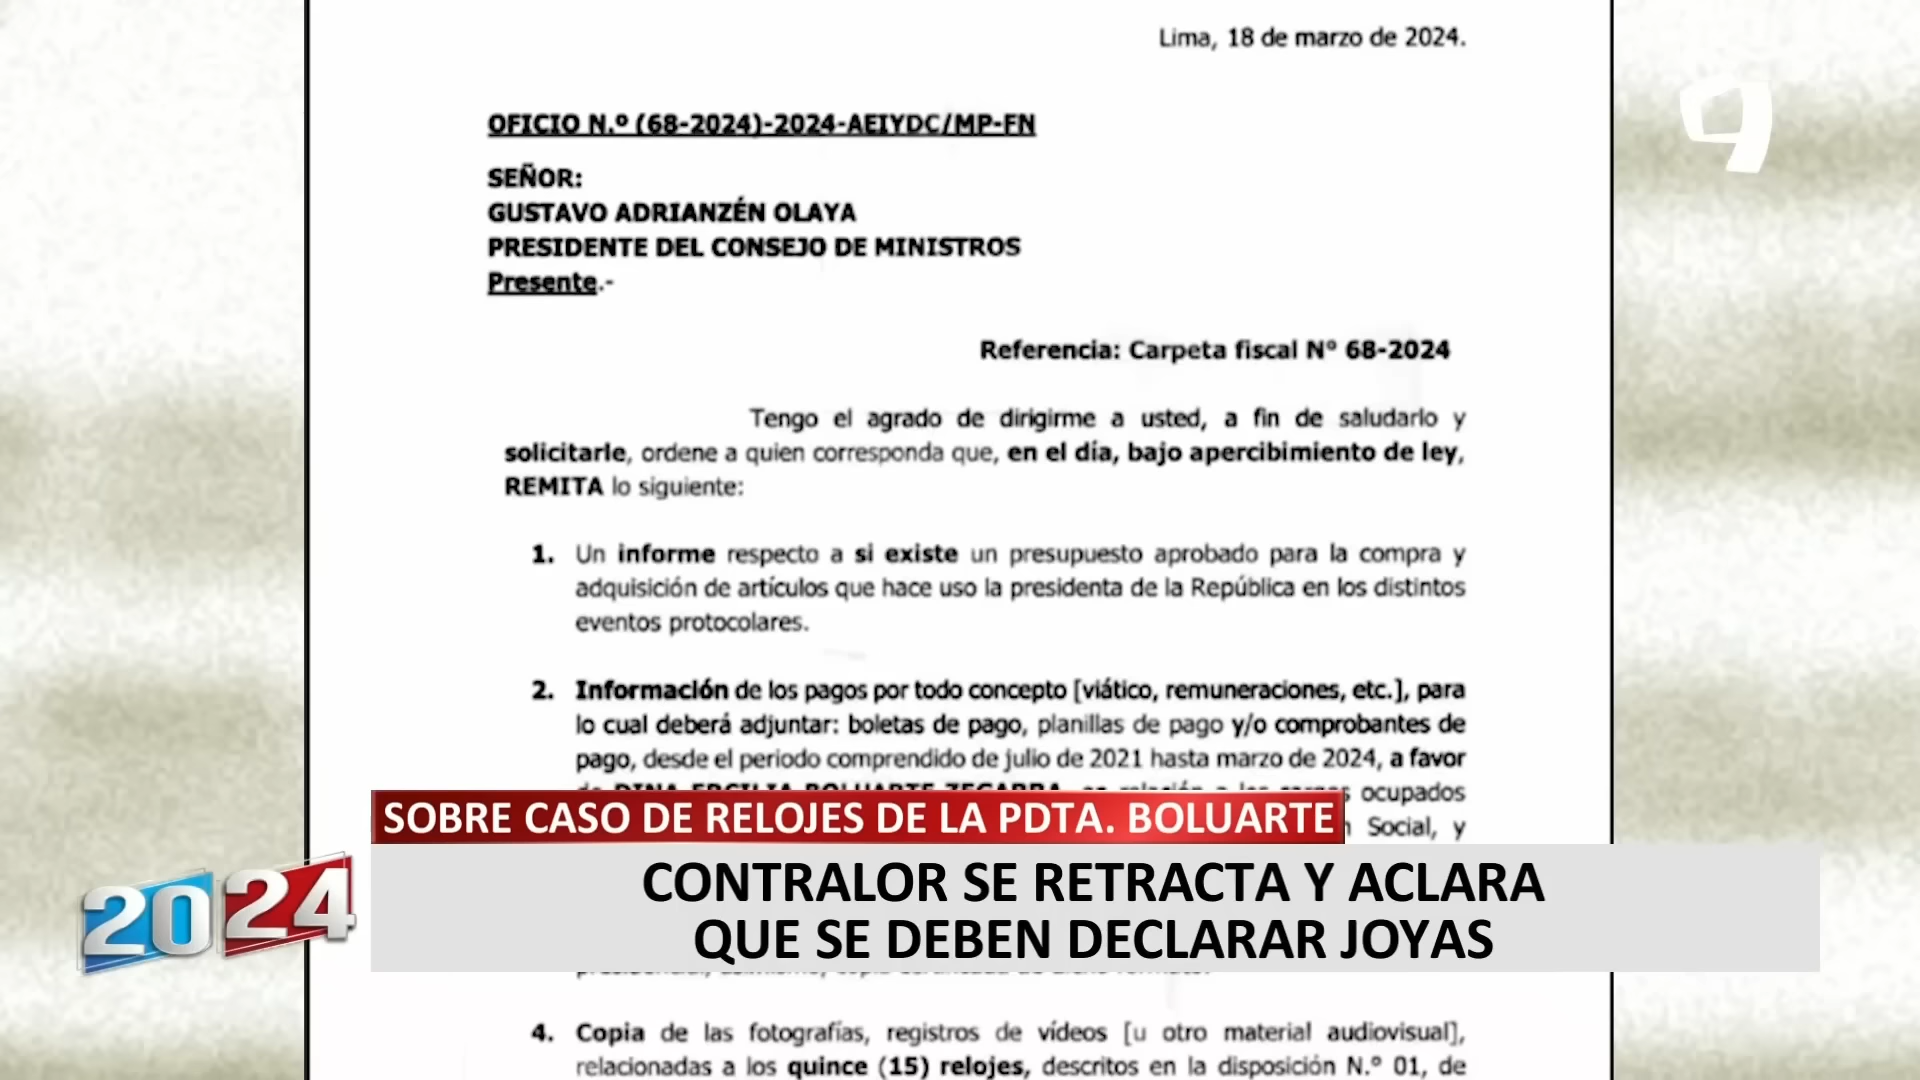 Lima, 18 de marzo de 2024.
OFICIO N.º (68-2024)-2024-AEIYDC/MP-FN
SEÑOR:
GUSTAVO ADRIANZÉN OLAYA
PRESIDENTE DEL CONSEJO DE MINISTROS
Presente.-
Referencia: Carpeta fiscal N° 68-2024
Tengo el agrado de dirigirme a usted, a fin de saludarlo y
solicitarle, ordene a quien corresponda que, en el día, bajo apercibimiento de ley,
REMITA lo siguiente:
1. Un informe respecto a si existe un presupuesto aprobado para la compra y
adquisición de artículos que hace uso la presidenta de la República en los distintos
eventos protocolares.
2. Información de los pagos por todo concepto [viático, remuneraciones, etc.], para
lo cual deberá adjuntar: boletas de pago, planillas de pago y/o comprobantes de
pago, desde el periodo comprendido de julio de 2021 hasta marzo de 2024, a favor
de DINA ERCILIA BOLUARTE ZEGARRA, ocupados
Social, y
SOBRE CASO DE RELOJES DE LA PDTA. BOLUARTE
CONTRALOR SE RETRACTA Y ACLARA
QUE SE DEBEN DECLARAR JOYAS
2024
4. Copia de las fotografías, registros de vídeos [u otro material audiovisual],
relacionadas a los quince (15) relojes, descritos en la disposición N.º 01, de